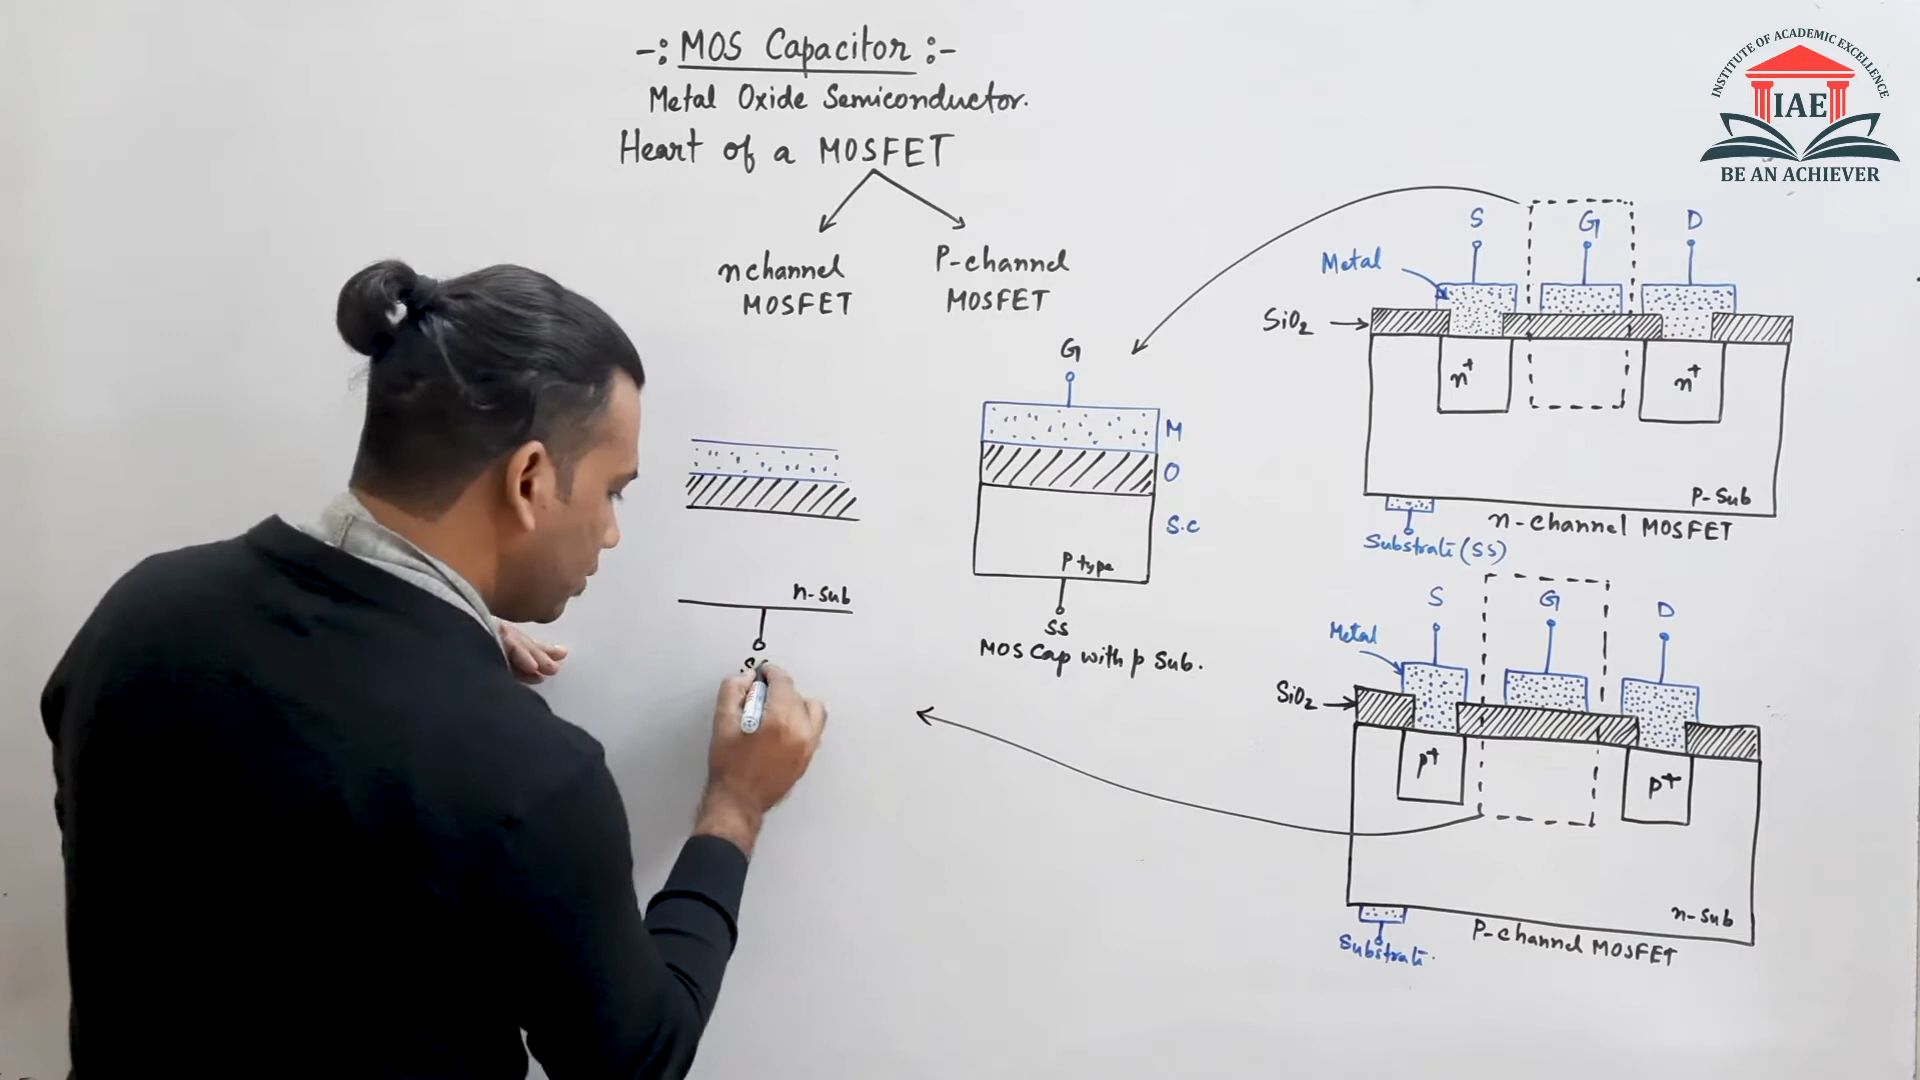 -: MOS Capacitor :-
Metal Oxide Semiconductor.
Heart of a MOSFET
n channel
MOSFET
P-channel
MOSFET
n-sub
G
M
O
S.C
P type
SS
MOS Cap with p Sub.
S
G
D
Metal
SiO₂
n⁺
n⁺
P-Sub
n-channel MOSFET
Substrate (SS)
S
G
D
Metal
SiO₂
p⁺
p⁺
n-Sub
P-channel MOSFET
Substrate.
INSTITUTE OF ACADEMIC EXCELLENCE
IAE
BE AN ACHIEVER